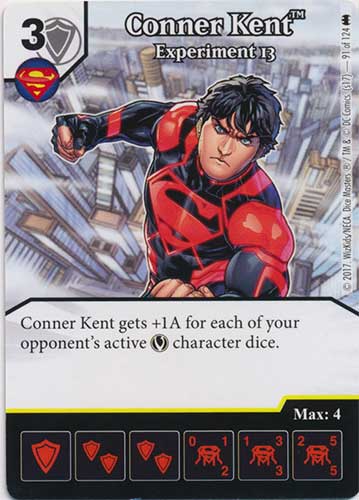 3
Conner Kent™
Experiment 13
© 2017. WizKids/NECA. Dice Masters ® / TM & © DC Comics. (s17) — 91 of 124
Conner Kent gets +1A for each of your
opponent's active character dice.
Max: 4
0 1
2
1 3
3
2 5
5